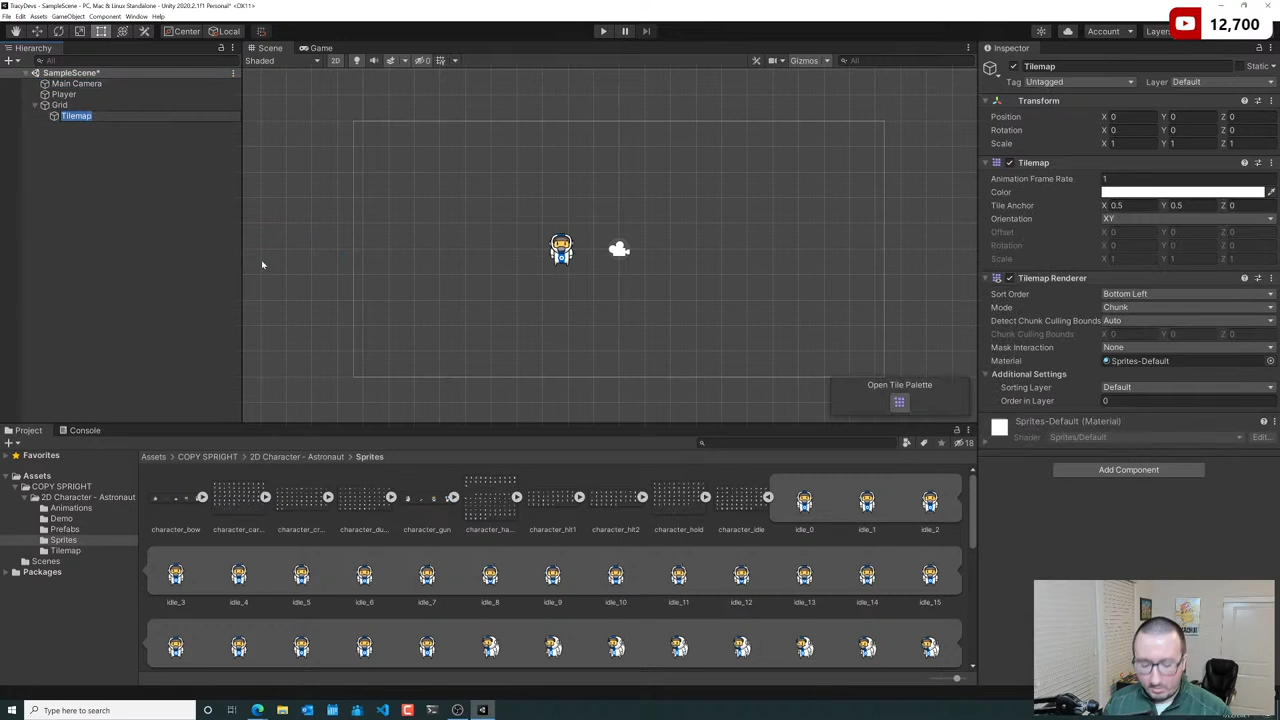 TracyDevs - SampleScene - PC, Mac & Linux Standalone - Unity 2020.2.1f1 Personal* <DX11>
File Edit Assets GameObject Component Window Help
12,700
Center Local
Account
Layers
Hierarchy
All
SampleScene*
Main Camera
Player
Grid
Tilemap
Scene Game
Shaded 2D 0 Gizmos All
Open Tile Palette
Inspector
Tilemap Static
Tag Untagged Layer Default
Transform
Position X 0 Y 0 Z 0
Rotation X 0 Y 0 Z 0
Scale X 1 Y 1 Z 1
Tilemap
Animation Frame Rate 1
Color
Tile Anchor X 0.5 Y 0.5 Z 0
Orientation XY
Offset X 0 Y 0 Z 0
Rotation X 0 Y 0 Z 0
Scale X 1 Y 1 Z 1
Tilemap Renderer
Sort Order Bottom Left
Mode Chunk
Detect Chunk Culling Bounds Auto
Chunk Culling Bounds X 0 Y 0 Z 0
Mask Interaction None
Material Sprites-Default
Additional Settings
Sorting Layer Default
Order in Layer 0
Sprites-Default (Material)
Shader Sprites/Default Edit...
Add Component
Project Console
18
Favorites
Assets
COPY SPRIGHT
2D Character - Astronaut
Animations
Demo
Prefabs
Sprites
Tilemap
Scenes
Packages
Assets > COPY SPRIGHT > 2D Character - Astronaut > Sprites
character_bow character_car... character_cr... character_du... character_gun character_ha... character_hit1 character_hit2 character_hold character_idle idle_0 idle_1 idle_2
idle_3 idle_4 idle_5 idle_6 idle_7 idle_8 idle_9 idle_10 idle_11 idle_12 idle_13 idle_14 idle_15
Type here to search